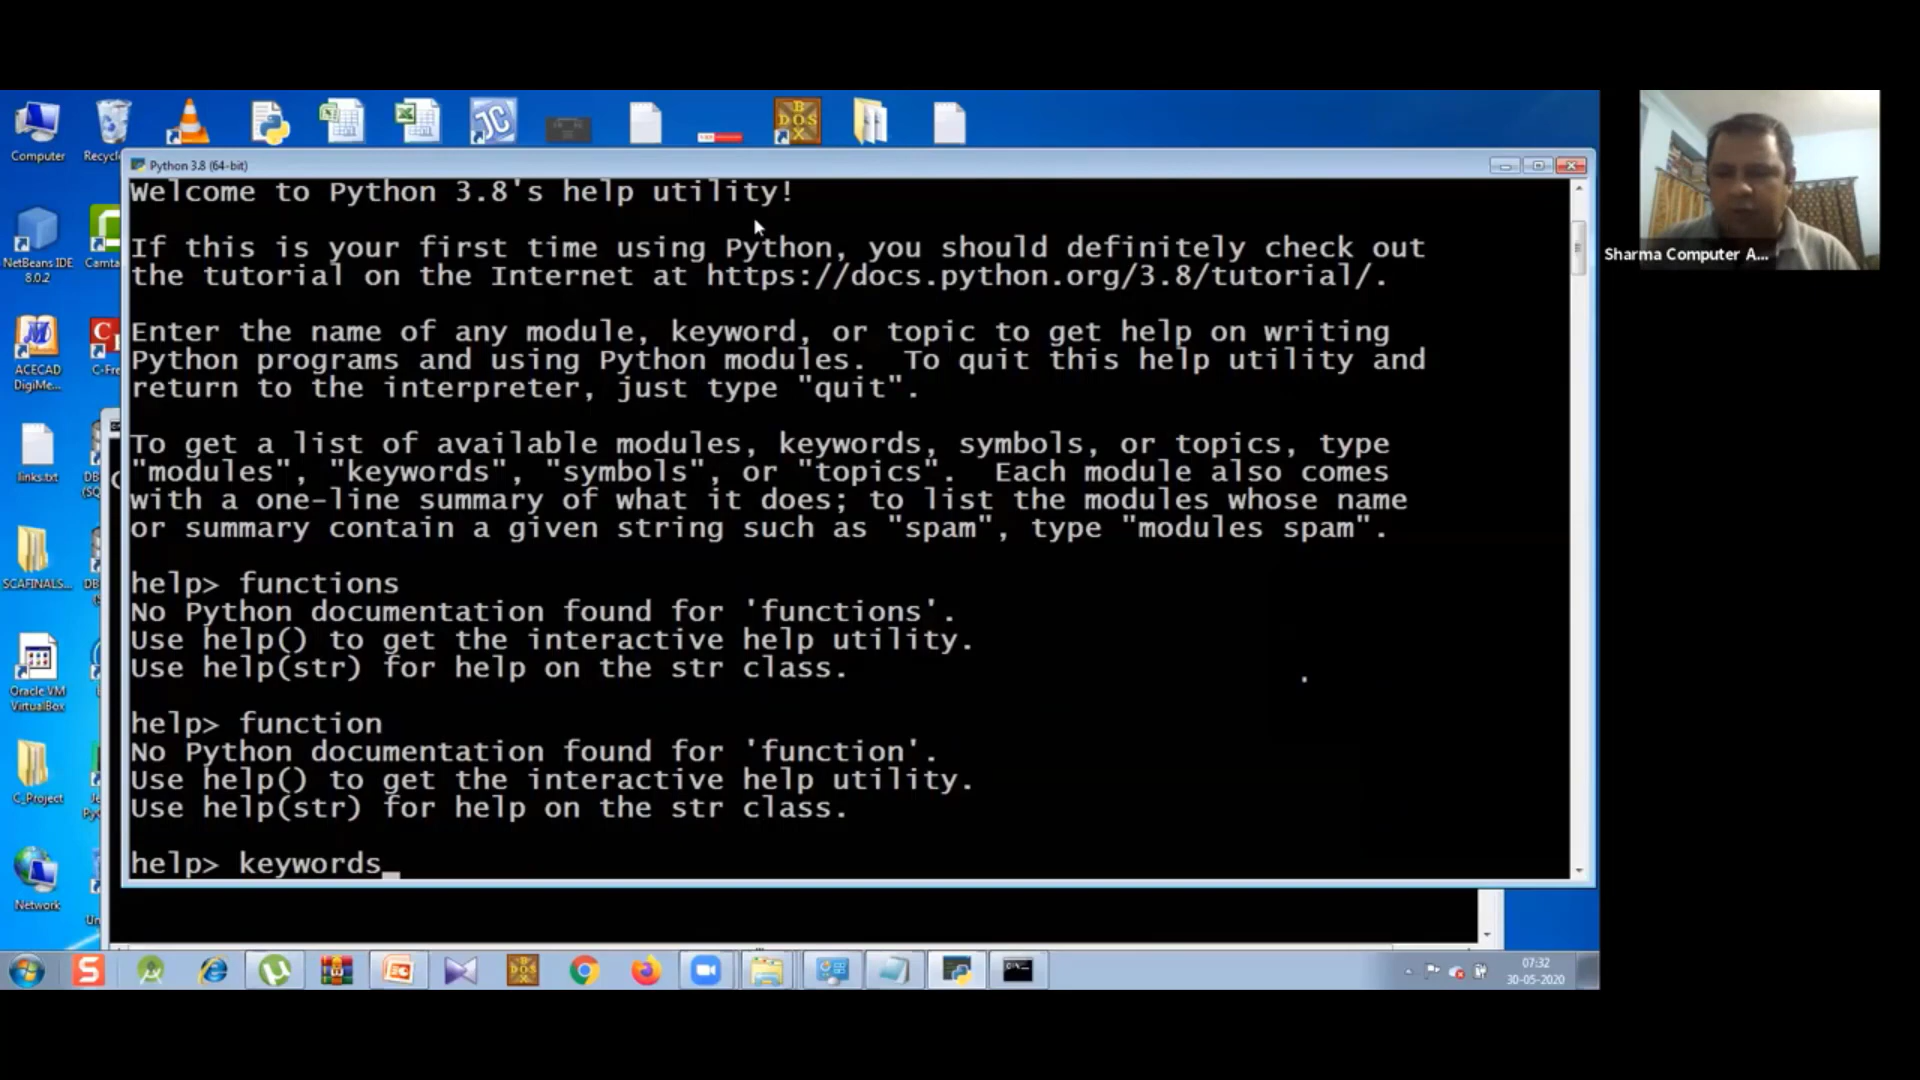 Computer
Recycl
Python 3.8 (64-bit)
Welcome to Python 3.8's help utility!
If this is your first time using Python, you should definitely check out
the tutorial on the Internet at https://docs.python.org/3.8/tutorial/.
Enter the name of any module, keyword, or topic to get help on writing
Python programs and using Python modules.  To quit this help utility and
return to the interpreter, just type "quit".
To get a list of available modules, keywords, symbols, or topics, type
"modules", "keywords", "symbols", or "topics".  Each module also comes
with a one-line summary of what it does; to list the modules whose name
or summary contain a given string such as "spam", type "modules spam".
help> functions
No Python documentation found for 'functions'.
Use help() to get the interactive help utility.
Use help(str) for help on the str class.
help> function
No Python documentation found for 'function'.
Use help() to get the interactive help utility.
Use help(str) for help on the str class.
help> keywords_
NetBeans IDE
8.0.2
Camta
ACECAD
DigiMe...
C-Fre
links.txt
SCAFINALS...
Oracle VM
VirtualBox
C_Project
Network
DOS
BOX
JC
Sharma Computer A...
07:32
30-05-2020